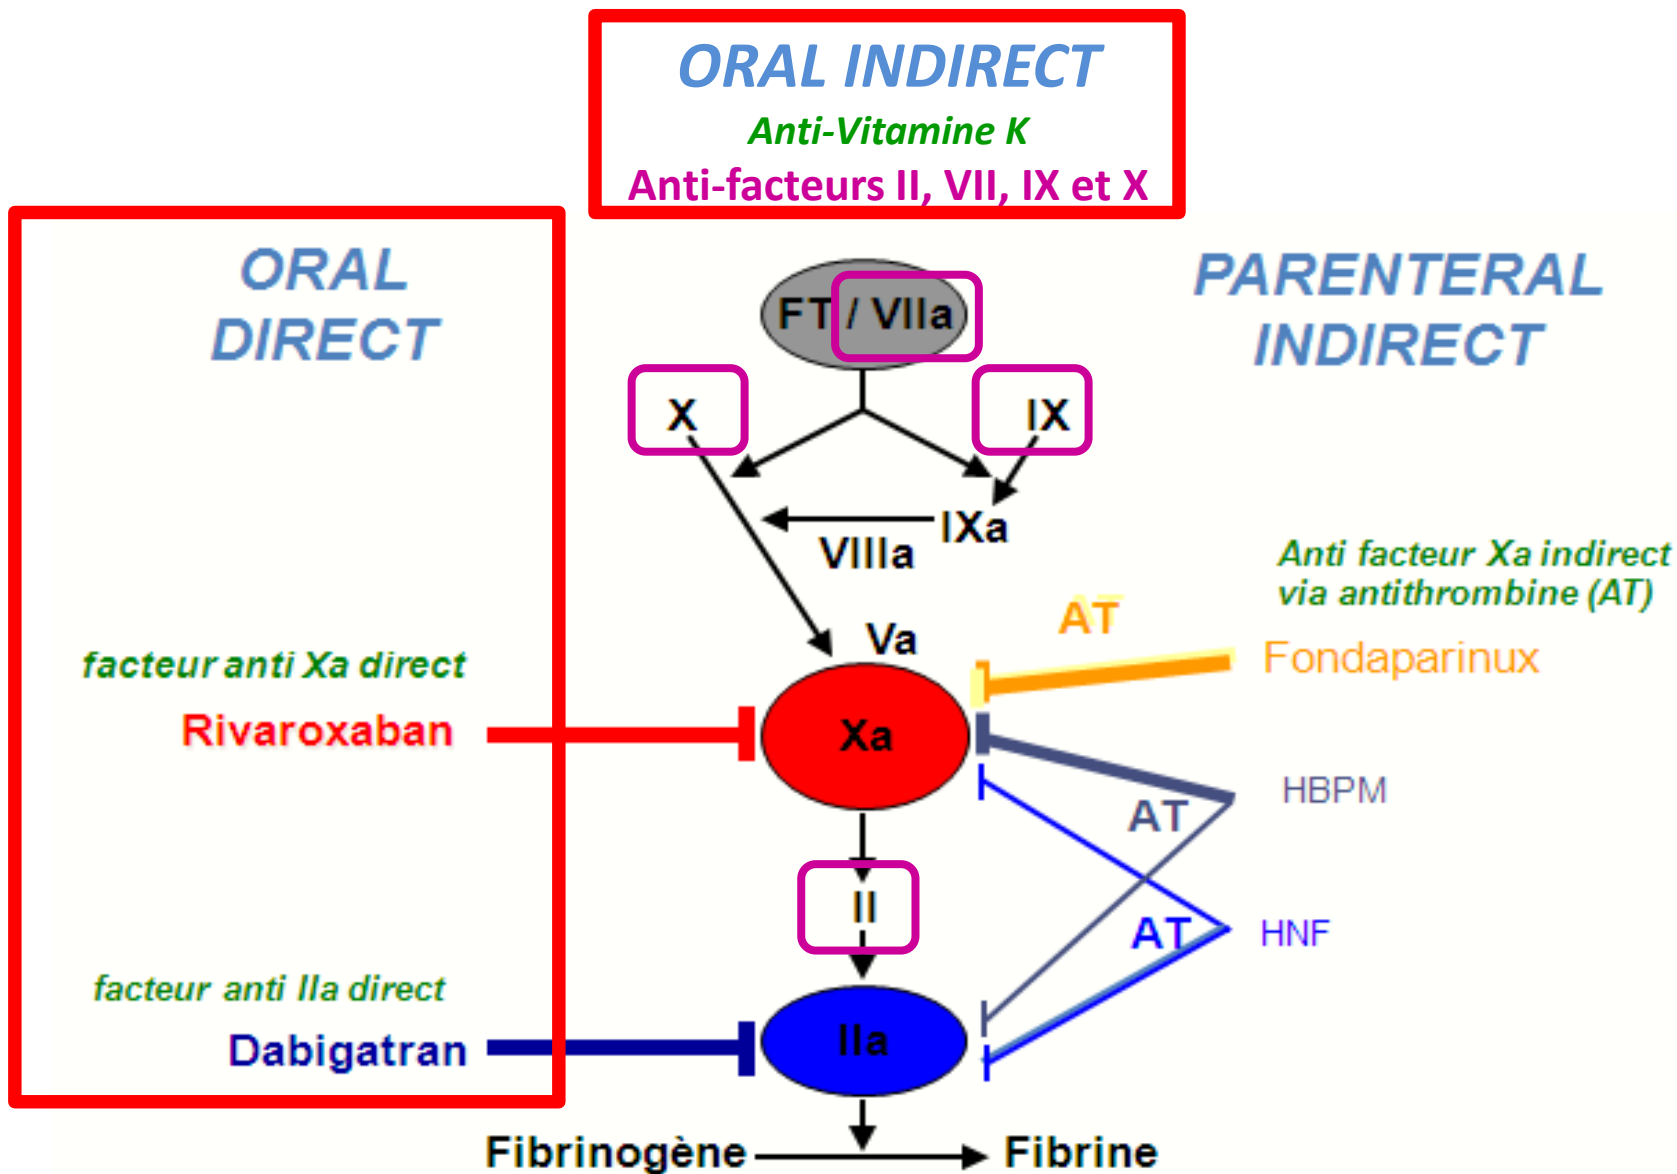 ORAL INDIRECT
Anti-Vitamine K
Anti-facteurs II, VII, IX et X
ORAL
DIRECT
PARENTERAL
INDIRECT
FT / VIIa
X
IX
IXa
VIIIa
Anti facteur Xa indirect
via antithrombine (AT)
AT
Va
Fondaparinux
facteur anti Xa direct
Rivaroxaban
Xa
HBPM
AT
II
AT
HNF
facteur anti IIa direct
Dabigatran
IIa
Fibrinogène
Fibrine